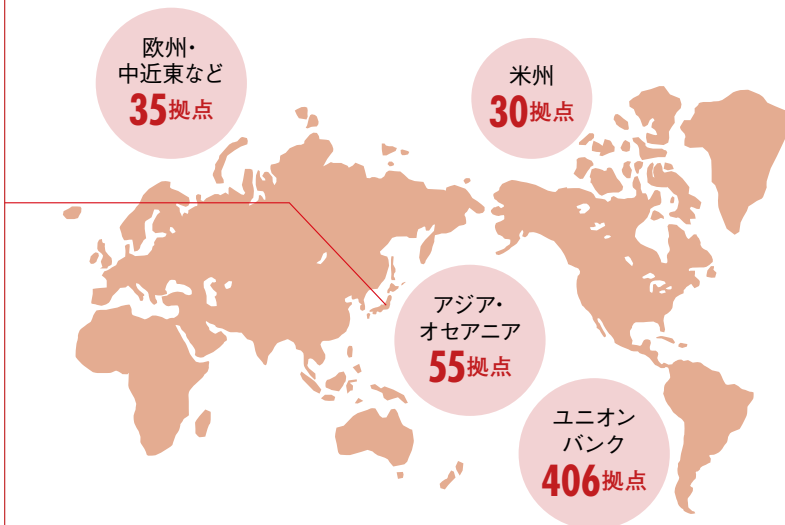 欧州・
中近東など
35拠点
米州
30拠点
アジア・
オセアニア
55拠点
ユニオン
バンク
406拠点